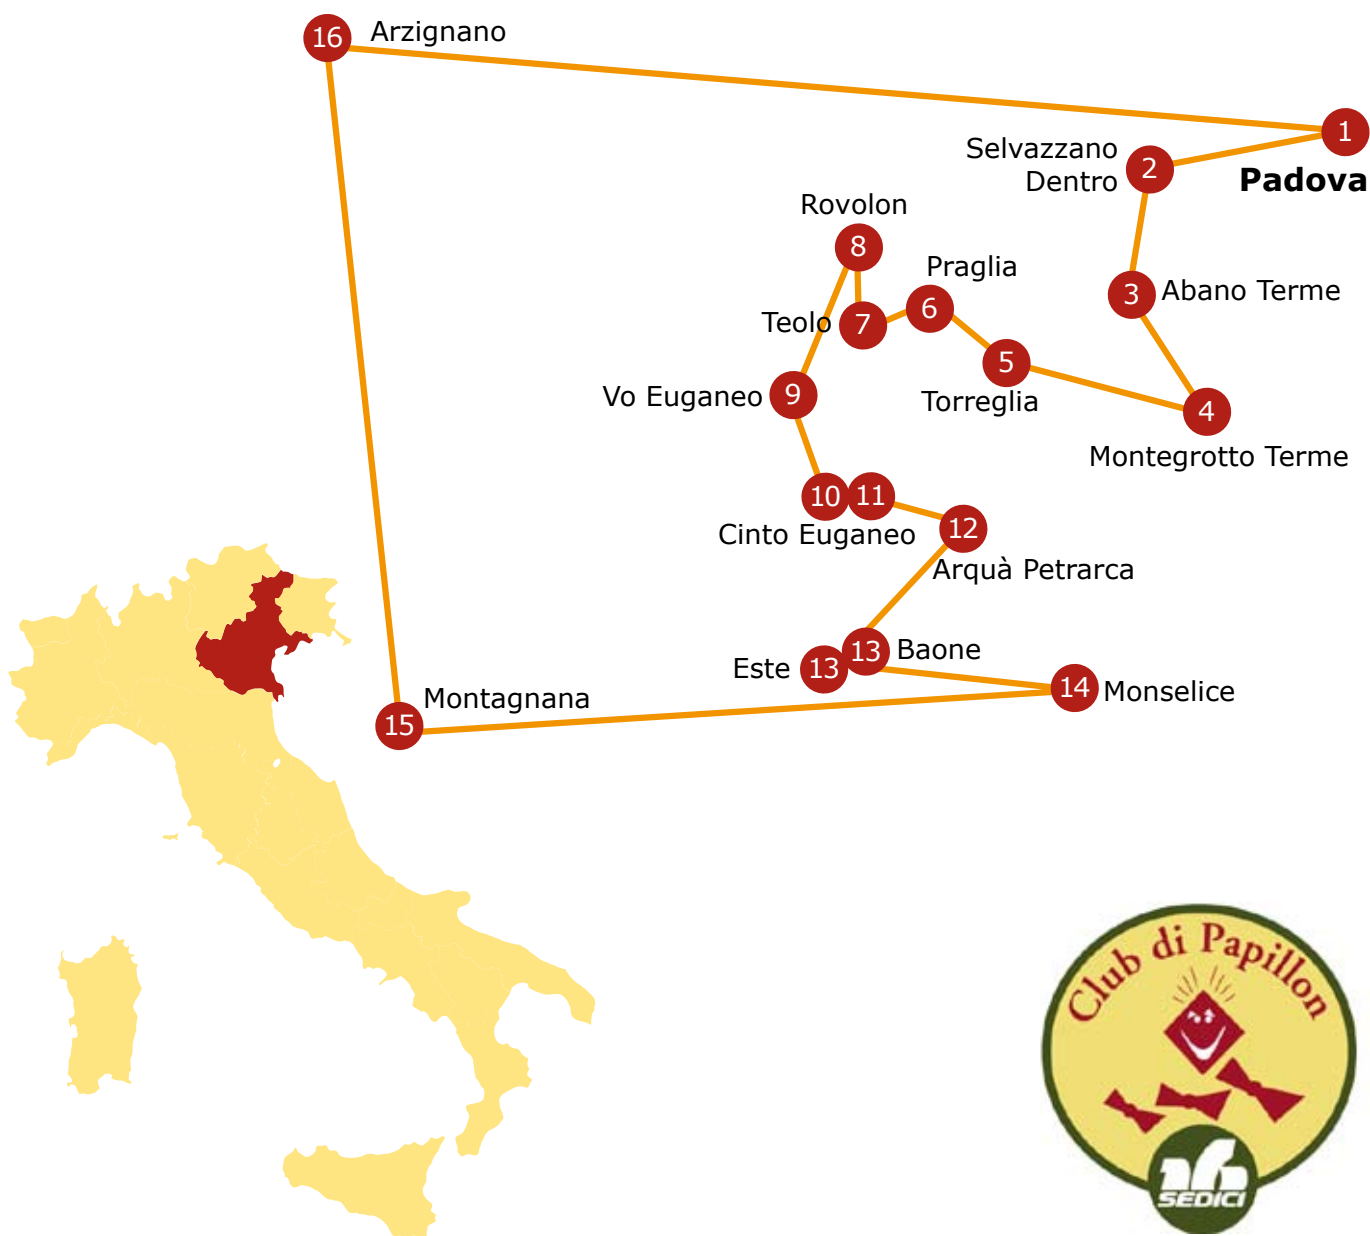 16 Arzignano
1
Padova
Selvazzano
Dentro
2
Rovolon
8
Praglia
6
3 Abano Terme
Teolo 7
5
Torreglia
4
Montegrotto Terme
Vo Euganeo 9
10 11
Cinto Euganeo
12
Arquà Petrarca
13 Baone
Este 13
14 Monselice
Montagnana
15
Club di Papillon
16
SEDICI